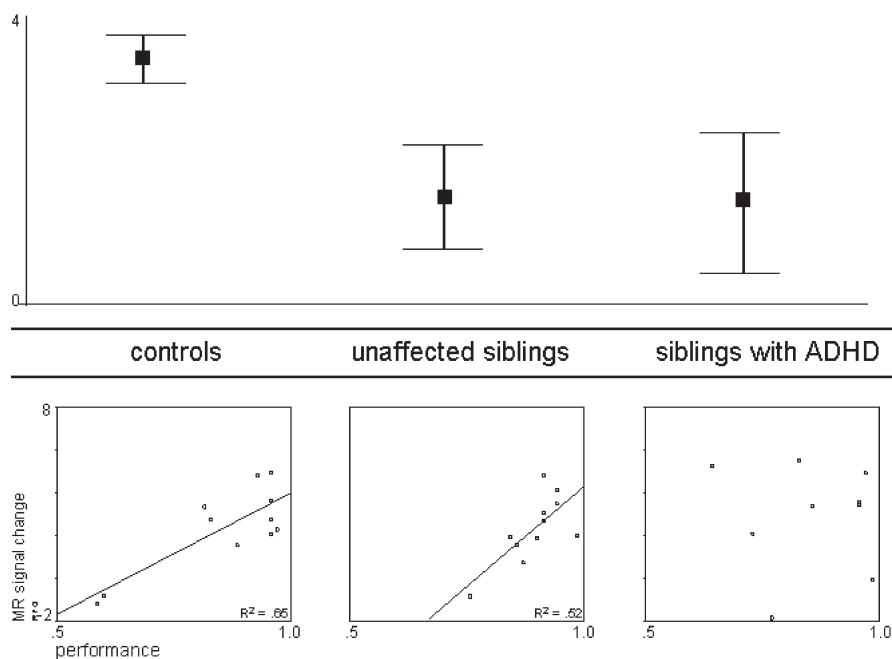 4
0
controls unaffected siblings siblings with ADHD
8
MR signal change
-2
R² = .65
R² = .52
.5 1.0 .5 1.0 .5 1.0
performance